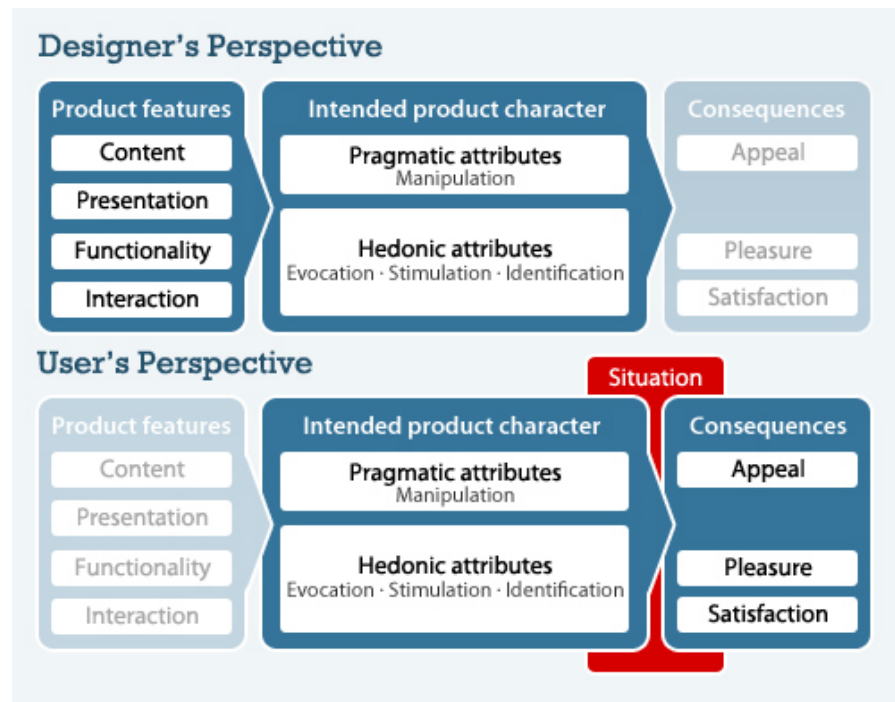 Designer's Perspective
Product features
Content
Presentation
Functionality
Interaction
Intended product character
Pragmatic attributes
Manipulation
Hedonic attributes
Evocation · Stimulation · Identification
Consequences
Appeal
Pleasure
Satisfaction
User's Perspective
Situation
Product features
Content
Presentation
Functionality
Interaction
Intended product character
Pragmatic attributes
Manipulation
Hedonic attributes
Evocation · Stimulation · Identification
Consequences
Appeal
Pleasure
Satisfaction